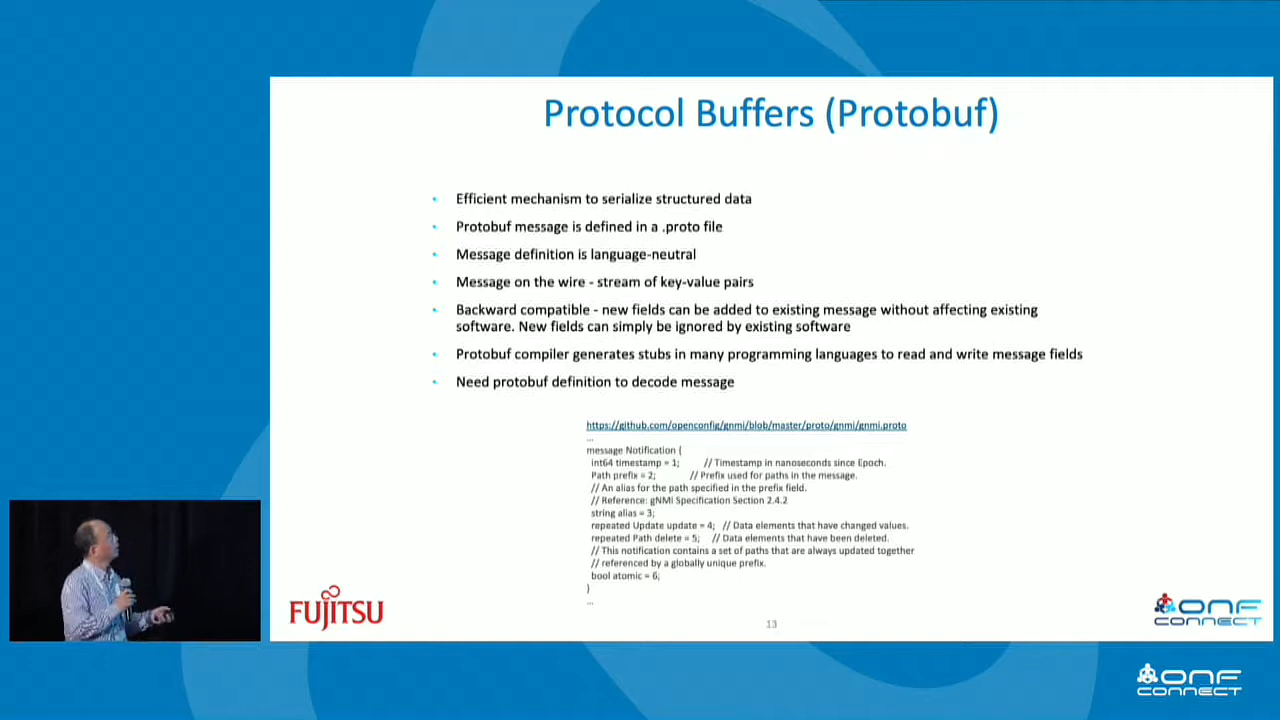 Protocol Buffers (Protobuf)
• Efficient mechanism to serialize structured data
• Protobuf message is defined in a .proto file
• Message definition is language-neutral
• Message on the wire - stream of key-value pairs
• Backward compatible - new fields can be added to existing message without affecting existing
software. New fields can simply be ignored by existing software
• Protobuf compiler generates stubs in many programming languages to read and write message fields
• Need protobuf definition to decode message
https://github.com/openconfig/gnmi/blob/master/proto/gnmi/gnmi.proto
...
message Notification {
int64 timestamp = 1; // Timestamp in nanoseconds since Epoch.
Path prefix = 2; // Prefix used for paths in the message.
// An alias for the path specified in the prefix field.
// Reference: gNMI Specification Section 2.4.2
string alias = 3;
repeated Update update = 4; // Data elements that have changed values.
repeated Path delete = 5; // Data elements that have been deleted.
// This notification contains a set of paths that are always updated together
// referenced by a globally unique prefix.
bool atomic = 6;
}
...
FUJITSU
13
ONF
CONNECT
ONF
CONNECT